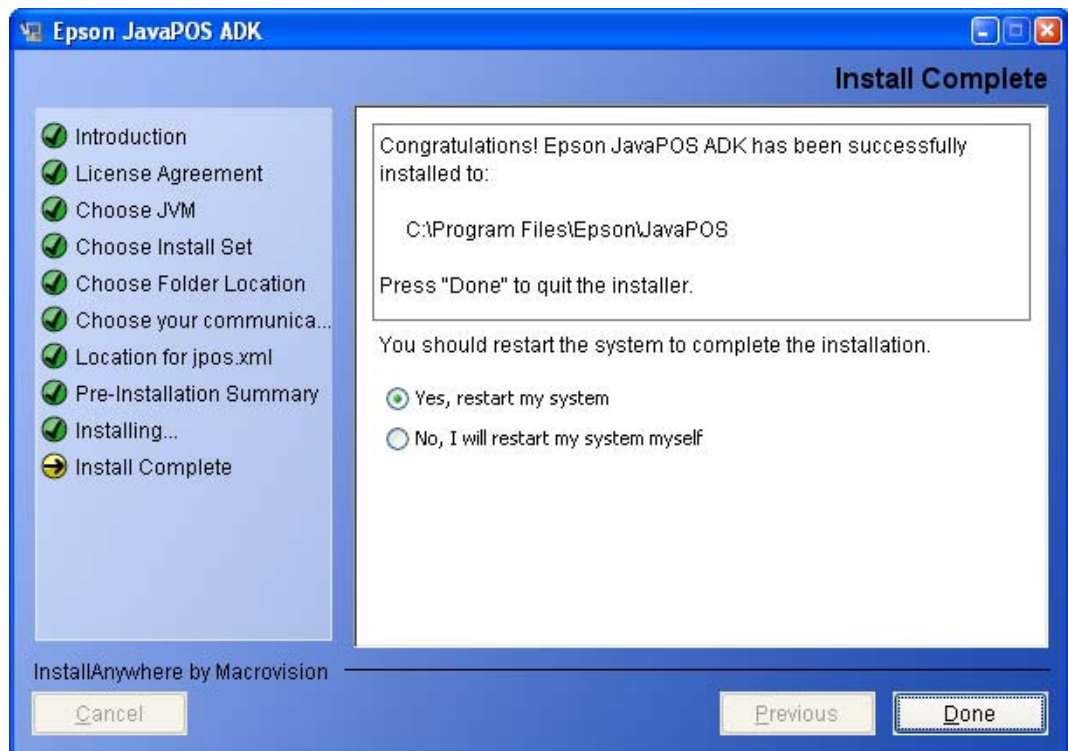 Epson JavaPOS ADK
Install Complete
Introduction
License Agreement
Choose JVM
Choose Install Set
Choose Folder Location
Choose your communica...
Location for jpos.xml
Pre-Installation Summary
Installing...
Install Complete
Congratulations! Epson JavaPOS ADK has been successfully
installed to:
C:\Program Files\Epson\JavaPOS
Press "Done" to quit the installer.
You should restart the system to complete the installation.
Yes, restart my system
No, I will restart my system myself
InstallAnywhere by Macrovision
Cancel
Previous
Done